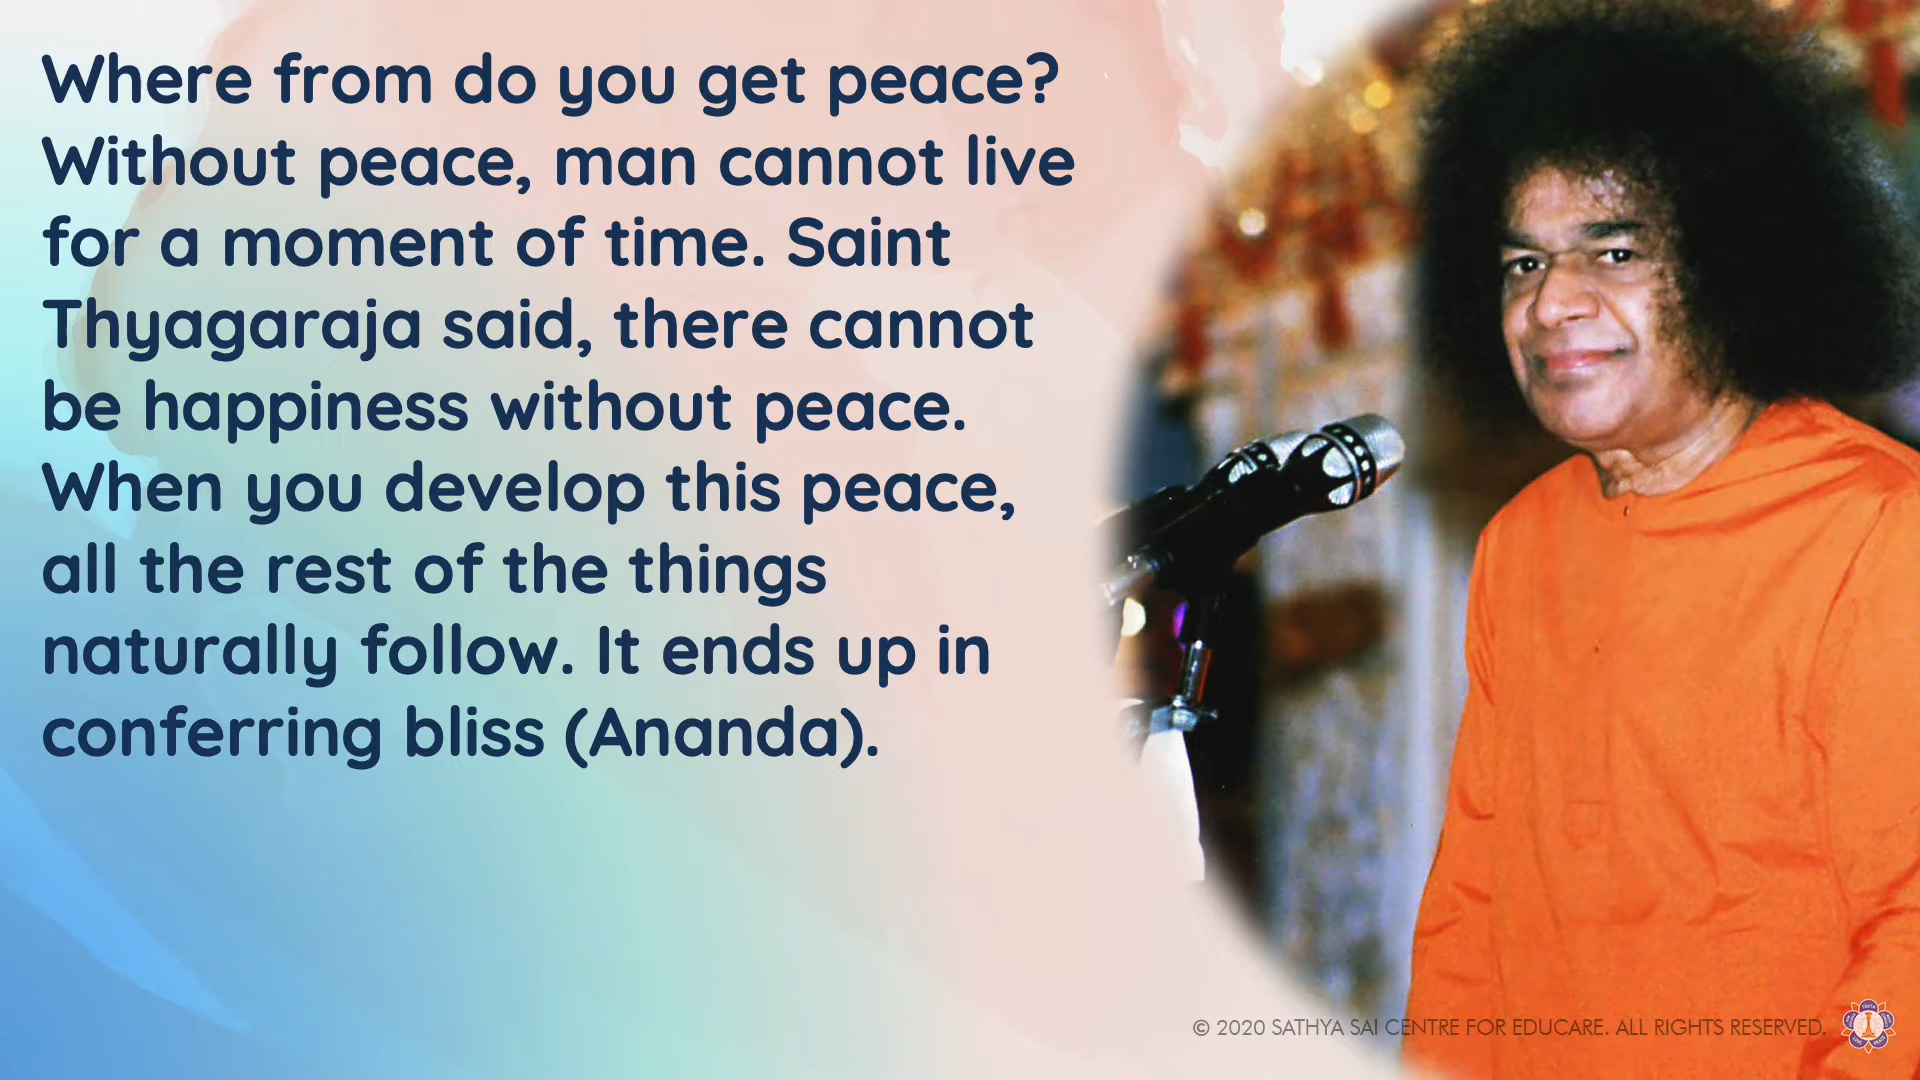 Where from do you get peace?
Without peace, man cannot live
for a moment of time. Saint
Thyagaraja said, there cannot
be happiness without peace.
When you develop this peace,
all the rest of the things
naturally follow. It ends up in
conferring bliss (Ananda).
© 2020 SATHYA SAI CENTRE FOR EDUCARE. ALL RIGHTS RESERVED.